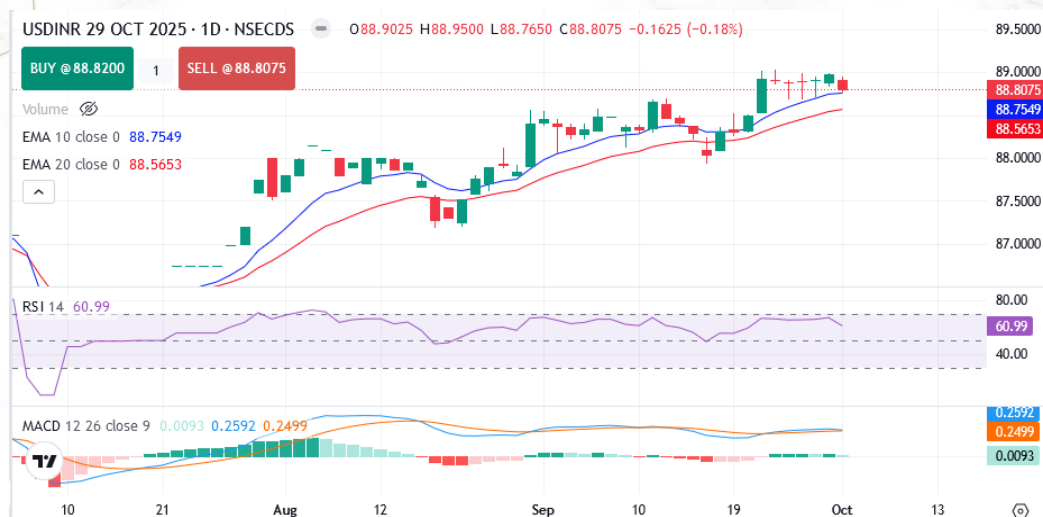 USDINR 29 OCT 2025 · 1D · NSECDS O88.9025 H88.9500 L88.7650 C88.8075 −0.1625 (−0.18%)
BUY @ 88.8200 1 SELL @ 88.8075
Volume
EMA 10 close 0 88.7549
EMA 20 close 0 88.5653
89.5000
89.0000
88.8075
88.7549
88.5653
88.0000
87.5000
87.0000
RSI 14 60.99
80.00
60.99
40.00
MACD 12 26 close 9 0.0093 0.2592 0.2499
0.2592
0.2499
0.0093
10 21 Aug 12 Sep 10 19 Oct 13